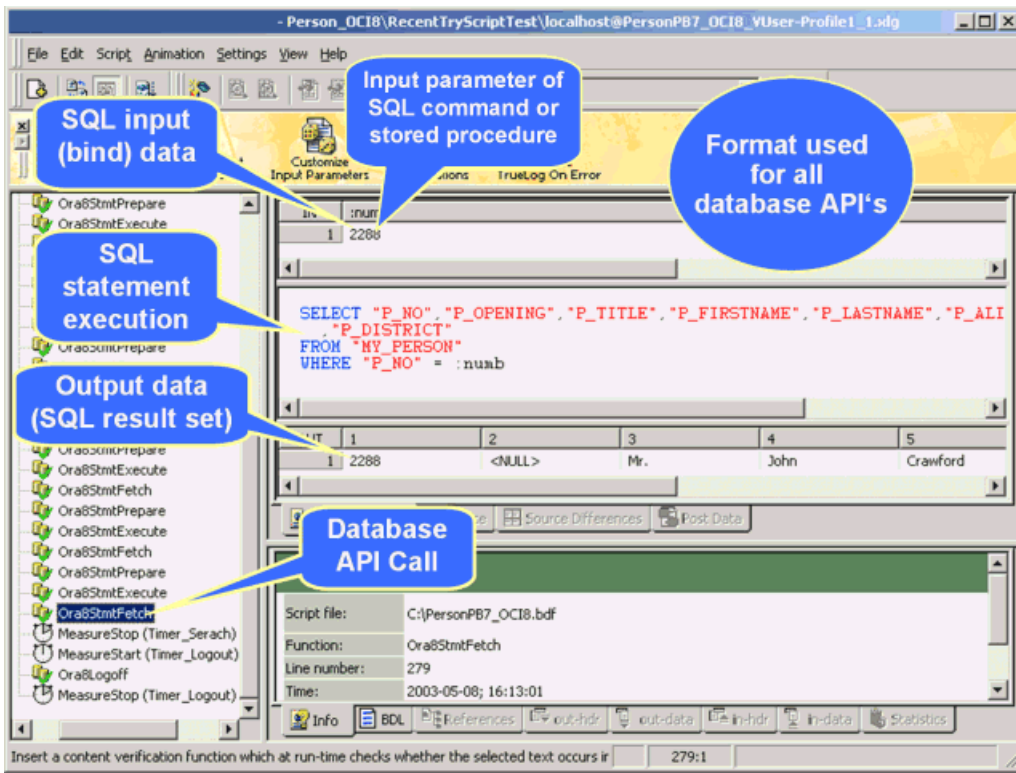 - Person_OCI8\RecentTryScriptTest\localhost@PersonPB7_OCI8_VUser-Profile1_1.xlg
File Edit Script Animation Settings View Help
Input parameter of
SQL command or
stored procedure
SQL input
(bind) data
Format used
for all
database API's
Customize
Input Parameters
TrueLog On Error
Ora8StmtPrepare
Ora8StmtExecute
:num
1 2288
SQL
statement
execution
SELECT "P_NO","P_OPENING","P_TITLE","P_FIRSTNAME","P_LASTNAME","P_ALI
,"P_DISTRICT"
FROM "MY_PERSON"
WHERE "P_NO" = :numb
Ora8StmtPrepare
Output data
(SQL result set)
1 2 3 4 5
1 2288 <NULL> Mr. John Crawford
Ora8StmtPrepare
Ora8StmtExecute
Ora8StmtFetch
Ora8StmtPrepare
Ora8StmtExecute
Ora8StmtFetch
Ora8StmtPrepare
Ora8StmtExecute
Ora8StmtFetch
MeasureStop (Timer_Serach)
MeasureStart (Timer_Logout)
Ora8Logoff
MeasureStop (Timer_Logout)
Source Differences Post Data
Database
API Call
Script file: C:\PersonPB7_OCI8.bdf
Function: Ora8StmtFetch
Line number: 279
Time: 2003-05-08; 16:13:01
Info BDL References out-hdr out-data in-hdr in-data Statistics
Insert a content verification function which at run-time checks whether the selected text occurs ir 279:1